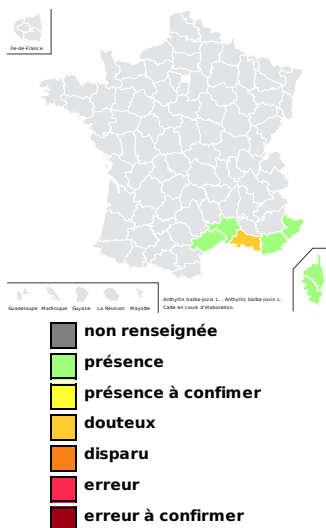 Île-de-France
Guadeloupe Martinique Guyane La Réunion Mayotte
Anthyllis barba-jovis L. , Anthyllis barba-jovis L.
Carte en cours d'élaboration.
non renseignée
présence
présence à confimer
douteux
disparu
erreur
erreur à confirmer